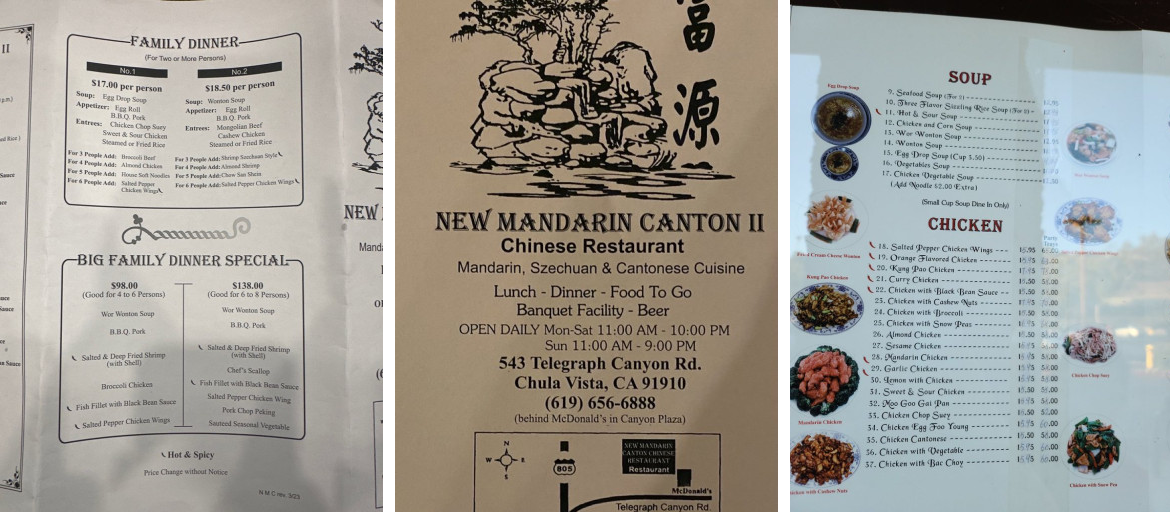 II
FAMILY DINNER
(For Two or More Persons)
No.1
$17.00 per person
Soup: Egg Drop Soup
Appetizer: Egg Roll
B.B.Q. Pork
Entrees: Chicken Chop Suey
Sweet & Sour Chicken
Steamed or Fried Rice
For 3 People Add: Broccoli Beef
For 4 People Add: Almond Chicken
For 5 People Add: House Soft Noodles
For 6 People Add: Salted Pepper
Chicken Wings
No.2
$18.50 per person
Soup: Wonton Soup
Appetizer: Egg Roll
B.B.Q. Pork
Entrees: Mongolian Beef
Cashew Chicken
Steamed or Fried Rice
For 3 People Add: Shrimp Szechuan Style
For 4 People Add: Almond Shrimp
For 5 People Add: Chow San Shein
For 6 People Add: Salted Pepper Chicken Wings
BIG FAMILY DINNER SPECIAL
$98.00
(Good for 4 to 6 Persons)
Wor Wonton Soup
B.B.Q. Pork
Salted & Deep Fried Shrimp
(with Shell)
Broccoli Chicken
Fish Fillet with Black Bean Sauce
Salted Pepper Chicken Wings
$138.00
(Good for 6 to 8 Persons)
Wor Wonton Soup
B.B.Q. Pork
Salted & Deep Fried Shrimp
(with Shell)
Chef's Scallop
Fish Fillet with Black Bean Sauce
Salted Pepper Chicken Wing
Pork Chop Peking
Sauteed Seasonal Vegetable
Hot & Spicy
Price Change without Notice
N M C rev. 3/23
NEW
富源
NEW MANDARIN CANTON II
Chinese Restaurant
Mandarin, Szechuan & Cantonese Cuisine
Lunch - Dinner - Food To Go
Banquet Facility - Beer
OPEN DAILY Mon-Sat 11:00 AM - 10:00 PM
Sun 11:00 AM - 9:00 PM
543 Telegraph Canyon Rd.
Chula Vista, CA 91910
(619) 656-6888
(behind McDonald's in Canyon Plaza)
N
W E
S
805
NEW MANDARIN
CANTON CHINESE
RESTAURANT
Restaurant
McDonald's
Telegraph Canyon Rd.
SOUP
Egg Drop Soup
9. Seafood Soup (For 2)
10. Three Flavor Sizzling Rice Soup (For 2)
11. Hot & Sour Soup
12. Chicken and Corn Soup
13. War Wonton Soup
14. Wonton Soup
15. Egg Drop Soup (Cup 3.50)
16. Vegetables Soup
17. Chicken Vegetable Soup
(Add Noodle $2.00 Extra)
(Small Cup Soup Dine In Only)
CHICKEN
Party
18. Salted Pepper Chicken Wings
19. Orange Flavored Chicken
20. Kung Pao Chicken
21. Curry Chicken
22. Chicken with Black Bean Sauce
23. Chicken with Cashew Nuts
24. Chicken with Broccoli
25. Chicken with Snow Peas
26. Almond Chicken
27. Sesame Chicken
28. Mandarin Chicken
29. Garlic Chicken
30. Lemon Chicken
31. Sweet & Sour Chicken
32. Moo Goo Gai Pan
33. Chicken Chop Suey
34. Chicken Egg Foo Young
35. Chicken Cantonese
36. Chicken with Vegetable
37. Chicken with Bac Choy
Kung Pao Chicken
Mandarin Chicken
Chicken Chop Suey
Chicken with Snow Pea